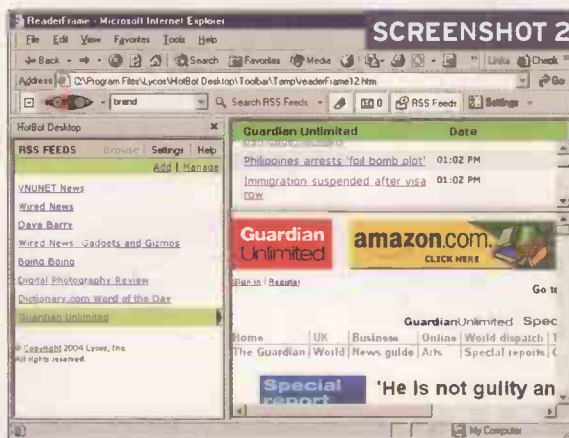 ReaderFrame - Microsoft Internet Explorer
SCREENSHOT 2
File Edit View Favorites Tools Help
Back Search Favorites Media Links Check
Address C:\Program Files\Lycos\HotBot Desktop\Toolbar\Temp\readerFrame12.htm Go
brand Search RSS Feeds 0 RSS Feeds Settings
HotBot Desktop
RSS FEEDS Browse Settings Help
Add | Manage
VNUNET News
Wired News
Dave Barry
Wired News Gadgets and Gizmos
Boing Boing
Digital Photography Review
Dictionary.com Word of the Day
Guardian Unlimited
© Copyright 2004 Lycos, Inc.
All rights reserved.
Guardian Unlimited Date
Philippines arrests 'foil bomb plot' 01:02 PM
Immigration suspended after visa row 01:02 PM
Guardian Unlimited
amazon.com.
CLICK HERE
Sign in | Register
Go to
GuardianUnlimited Spec
Home UK Business Online World dispatch T
The Guardian World News guide Arts Special reports
Special report
'He is not guilty an
My Computer